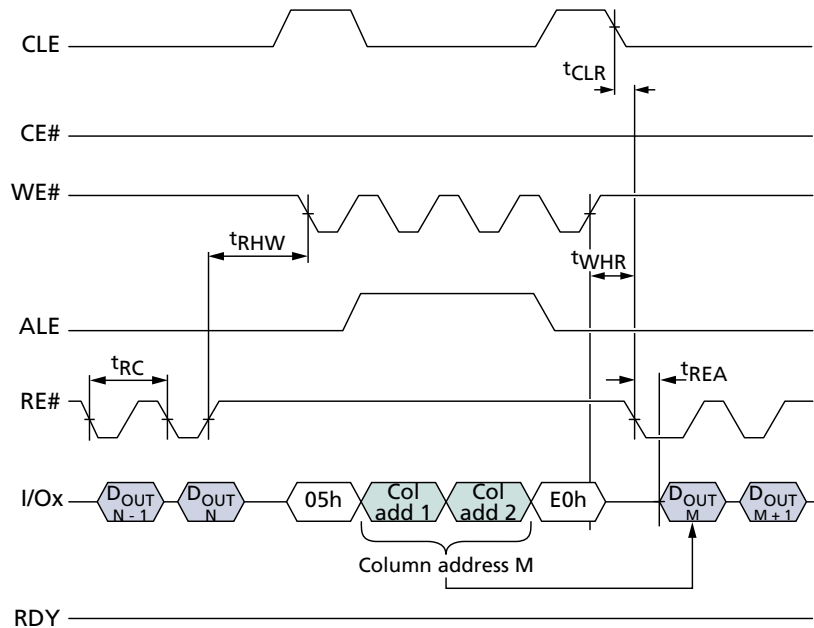 CLE
tCLR
CE#
WE#
tRHW
tWHR
ALE
tRC
tREA
RE#
I/Ox
DOUT
N - 1
DOUT
N
05h
Col
add 1
Col
add 2
E0h
DOUT
M
DOUT
M + 1
Column address M
RDY